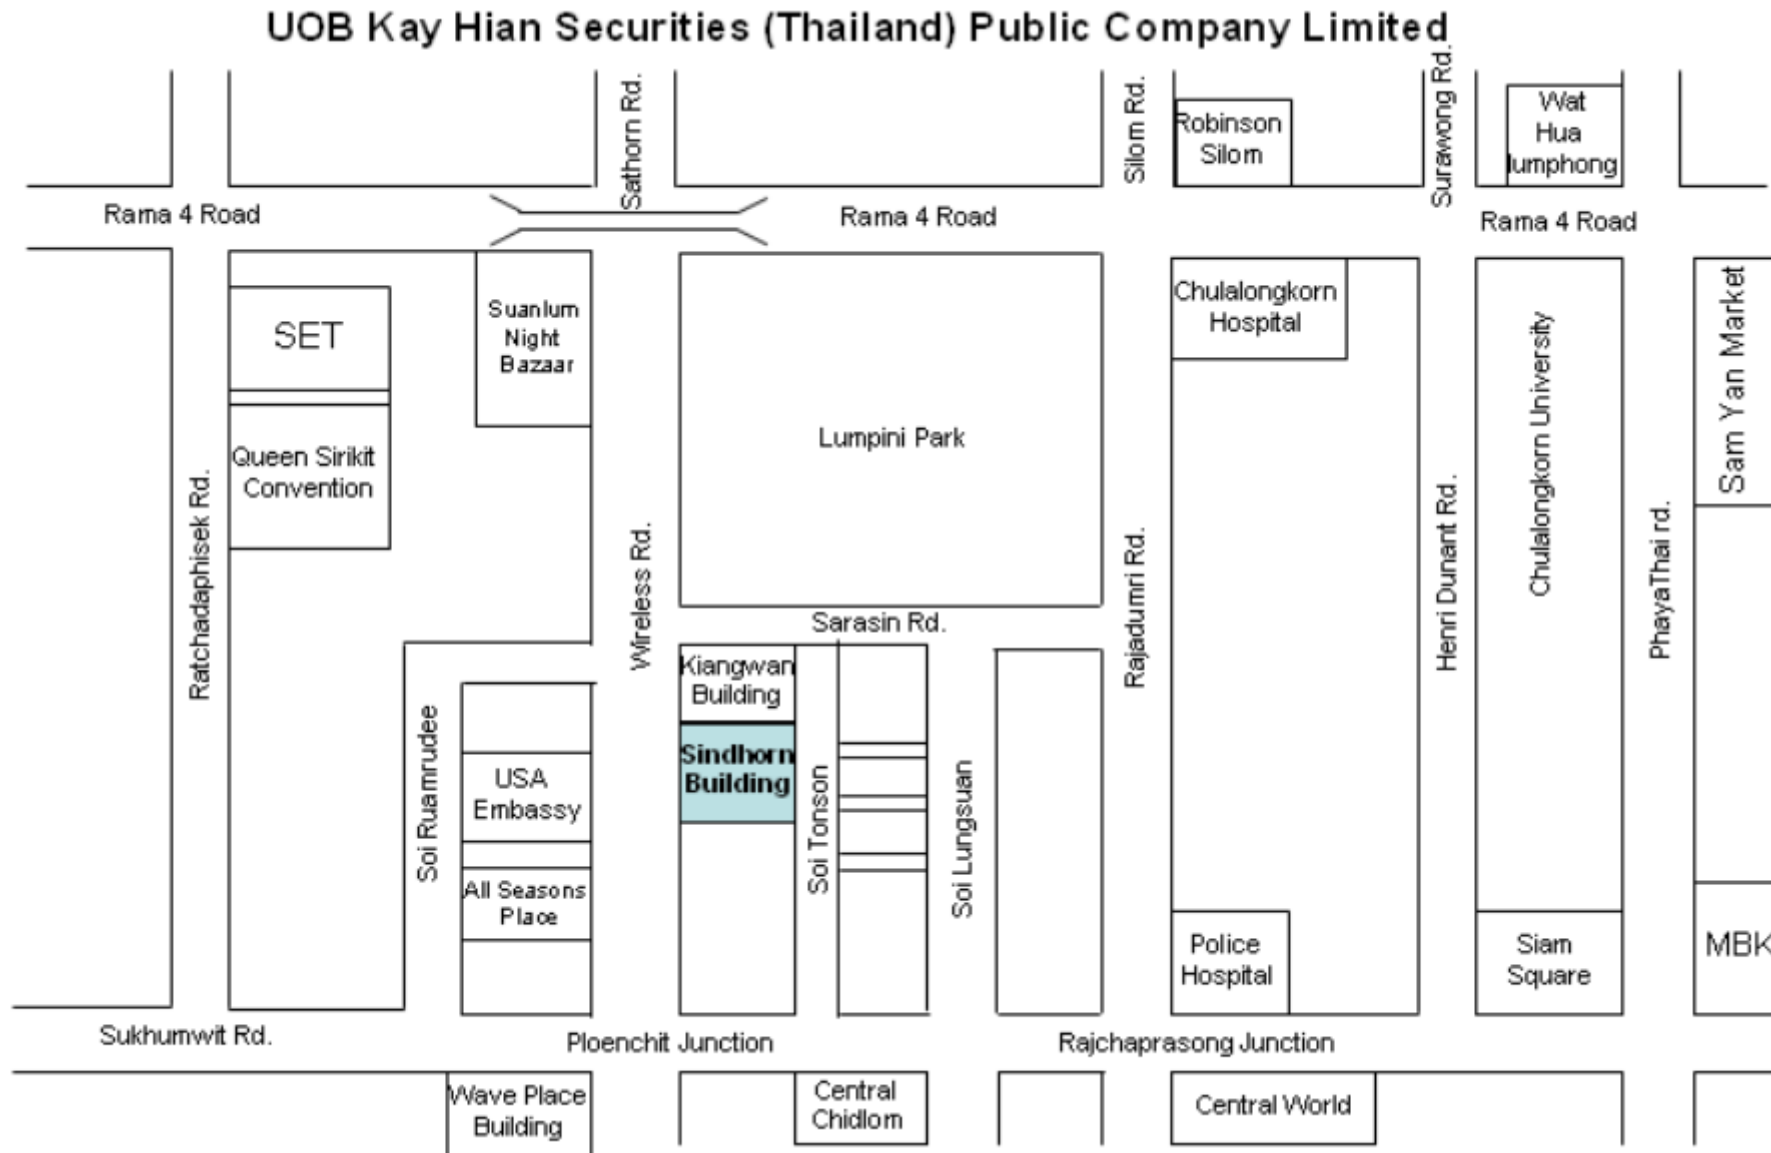 UOB Kay Hian Securities (Thailand) Public Company Limited
Sathorn Rd.
Silom Rd.
Robinson
Silom
Surawong Rd.
Wat
Hua
lumphong
Rama 4 Road
Rama 4 Road
Rama 4 Road
SET
Suanlum
Night
Bazaar
Chulalongkorn
Hospital
Chulalongkorn University
Sam Yan Market
Queen Sirikit
Convention
Lumpini Park
Ratchadaphisek Rd.
Wireless Rd.
Rajadumri Rd.
Henri Dunant Rd.
PhayaThai rd.
Sarasin Rd.
Kiangwan
Building
Sindhorn
Building
Soi Ruamrudee
USA
Embassy
Soi Tonson
Soi Lungsuan
All Seasons
Place
Police
Hospital
Siam
Square
MBK
Sukhumwit Rd.
Ploenchit Junction
Rajchaprasong Junction
Wave Place
Building
Central
Chidlom
Central World